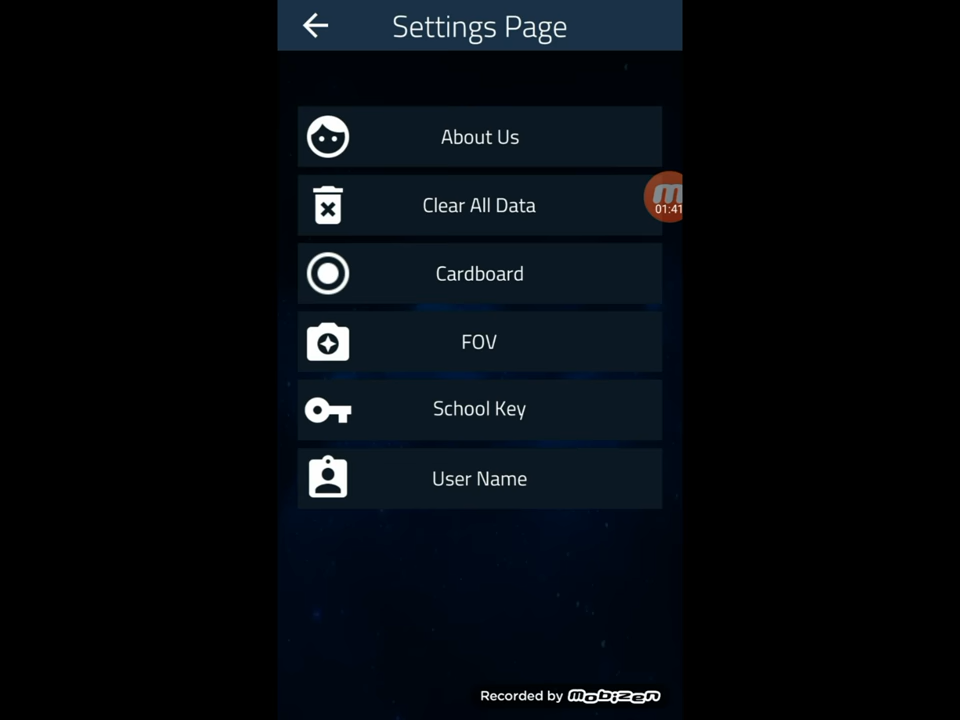 Settings Page
About Us
Clear All Data
01:41
Cardboard
FOV
School Key
User Name
Recorded by mobizen